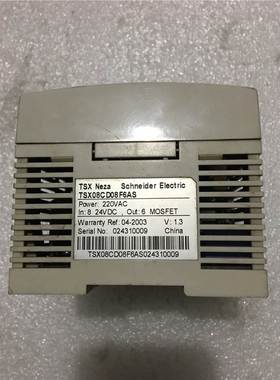 TSX Neza Schneider Electric
TSX08CD08F6AS
Power: 220VAC
In: 8 24VDC , Out: 6 MOSFET
Warranty Ref: 04-2003 V: 1.3
Serial No.: 024310009 China
TSX08CD08F6AS024310009